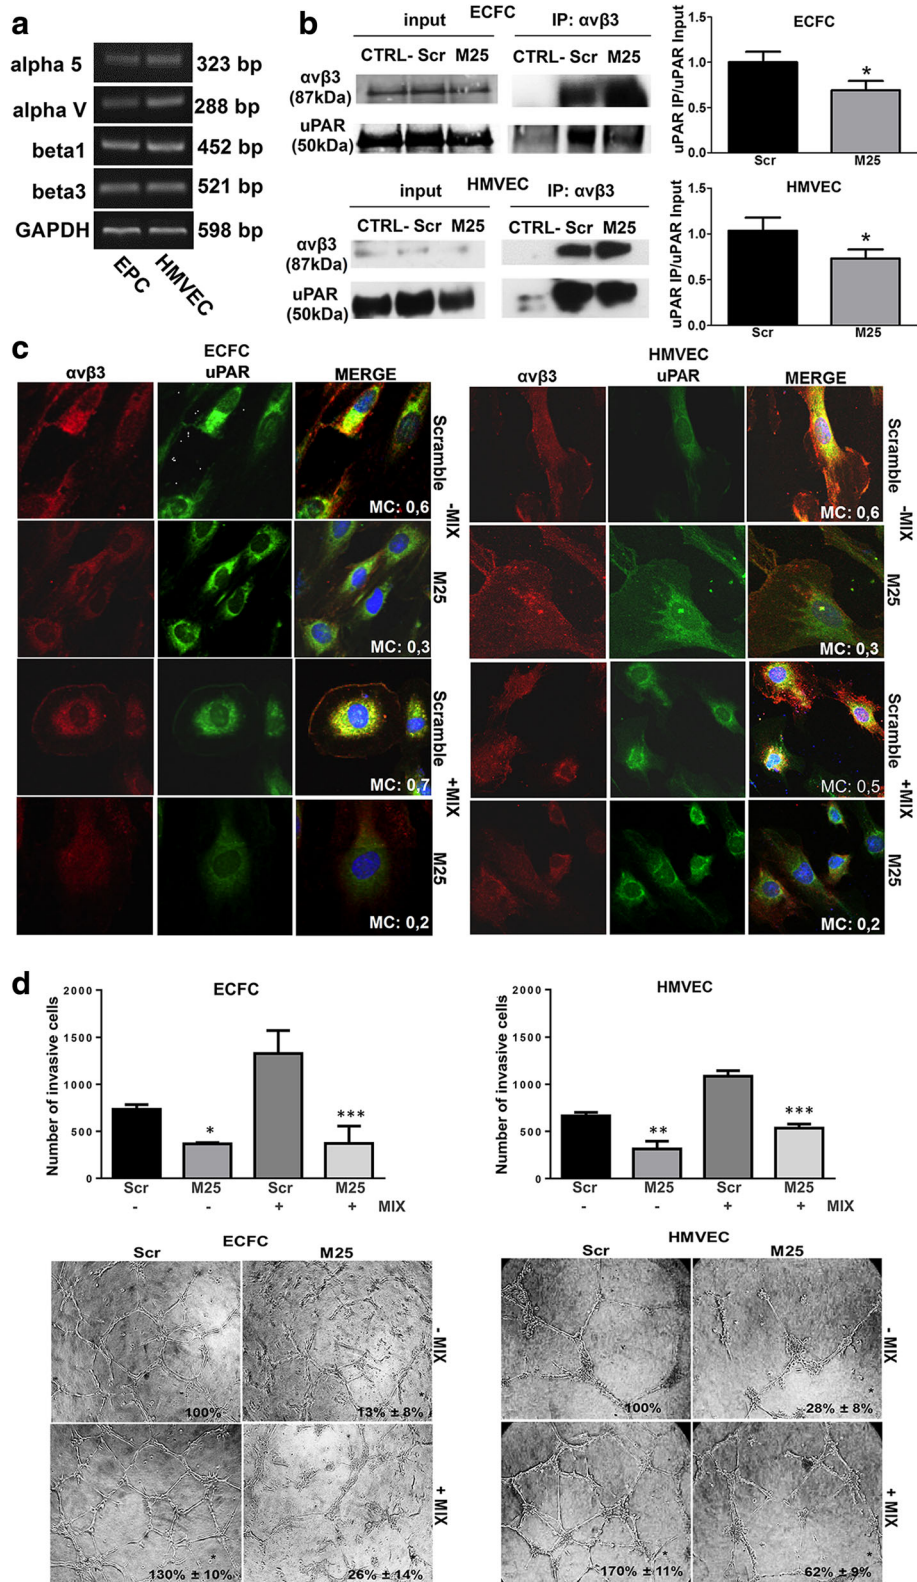 a
alpha 5 323 bp
alpha V 288 bp
beta1 452 bp
beta3 521 bp
GAPDH 598 bp
EPC HMVEC
b
ECFC
input IP: αvβ3
CTRL- Scr M25 CTRL- Scr M25
αvβ3
(87kDa)
uPAR
(50kDa)
HMVEC
input IP: αvβ3
CTRL- Scr M25 CTRL- Scr M25
αvβ3
(87kDa)
uPAR
(50kDa)
ECFC
uPAR IP/uPAR Input
1.5
1.0
0.5
0.0
*
Scr M25
HMVEC
uPAR IP/uPAR Input
1.5
1.0
0.5
0.0
*
Scr M25
c
ECFC
αvβ3 uPAR MERGE
MC: 0,6
MC: 0,3
MC: 0,7
MC: 0,2
Scramble
M25
-MIX
Scramble
M25
+MIX
HMVEC
αvβ3 uPAR MERGE
MC: 0,6
MC: 0,3
MC: 0,5
MC: 0,2
Scramble
M25
-MIX
Scramble
M25
+MIX
d
ECFC
Number of invasive cells
2000
1500
1000
500
0
* ***
Scr M25 Scr M25
- - + + MIX
HMVEC
Number of invasive cells
2000
1500
1000
500
0
** ***
Scr M25 Scr M25
- - + +
ECFC
Scr M25
100% 13% ± 8% *
- MIX
130% ± 10% * 26% ± 14% *
+ MIX
HMVEC
Scr M25
100% 28% ± 8% *
- MIX
170% ± 11% * 62% ± 9% *
+ MIX